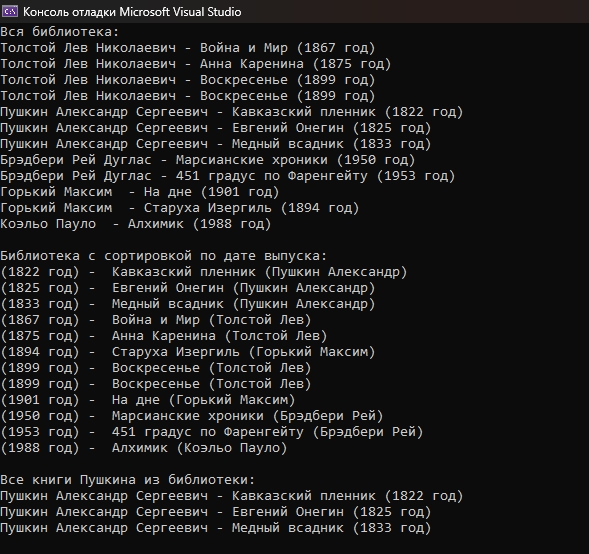 Консоль отладки Microsoft Visual Studio
Вся библиотека:
Толстой Лев Николаевич - Война и Мир (1867 год)
Толстой Лев Николаевич - Анна Каренина (1875 год)
Толстой Лев Николаевич - Воскресенье (1899 год)
Толстой Лев Николаевич - Воскресенье (1899 год)
Пушкин Александр Сергеевич - Кавказский пленник (1822 год)
Пушкин Александр Сергеевич - Евгений Онегин (1825 год)
Пушкин Александр Сергеевич - Медный всадник (1833 год)
Брэдбери Рей Дуглас - Марсианские хроники (1950 год)
Брэдбери Рей Дуглас - 451 градус по Фаренгейту (1953 год)
Горький Максим  - На дне (1901 год)
Горький Максим  - Старуха Изергиль (1894 год)
Коэльо Пауло  - Алхимик (1988 год)
Библиотека с сортировкой по дате выпуска:
(1822 год) -  Кавказский пленник (Пушкин Александр)
(1825 год) -  Евгений Онегин (Пушкин Александр)
(1833 год) -  Медный всадник (Пушкин Александр)
(1867 год) -  Война и Мир (Толстой Лев)
(1875 год) -  Анна Каренина (Толстой Лев)
(1894 год) -  Старуха Изергиль (Горький Максим)
(1899 год) -  Воскресенье (Толстой Лев)
(1899 год) -  Воскресенье (Толстой Лев)
(1901 год) -  На дне (Горький Максим)
(1950 год) -  Марсианские хроники (Брэдбери Рей)
(1953 год) -  451 градус по Фаренгейту (Брэдбери Рей)
(1988 год) -  Алхимик (Коэльо Пауло)
Все книги Пушкина из библиотеки:
Пушкин Александр Сергеевич - Кавказский пленник (1822 год)
Пушкин Александр Сергеевич - Евгений Онегин (1825 год)
Пушкин Александр Сергеевич - Медный всадник (1833 год)